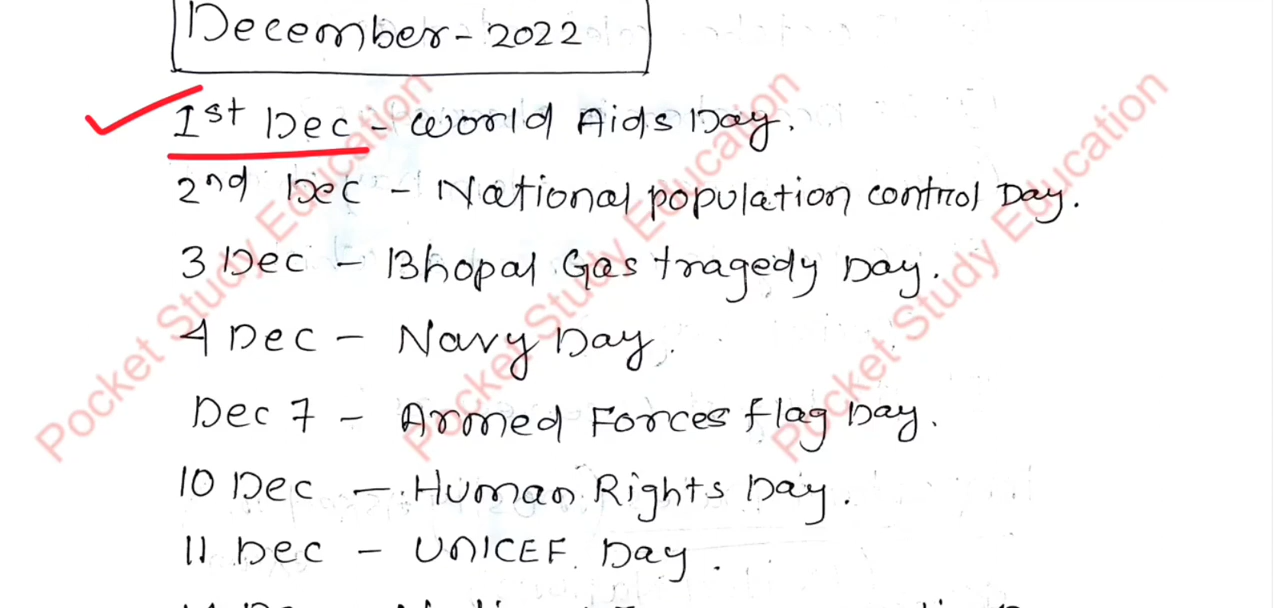 December - 2022
1st Dec - World Aids Day.
2nd Dec - National population control Day.
3 Dec - Bhopal Gas tragedy Day.
4 Dec - Navy Day.
Dec 7 - Armed Forces flag Day.
10 Dec - Human Rights Day.
11 Dec - UNICEF Day.
Pocket Study Education
Pocket Study Education
Pocket Study Education